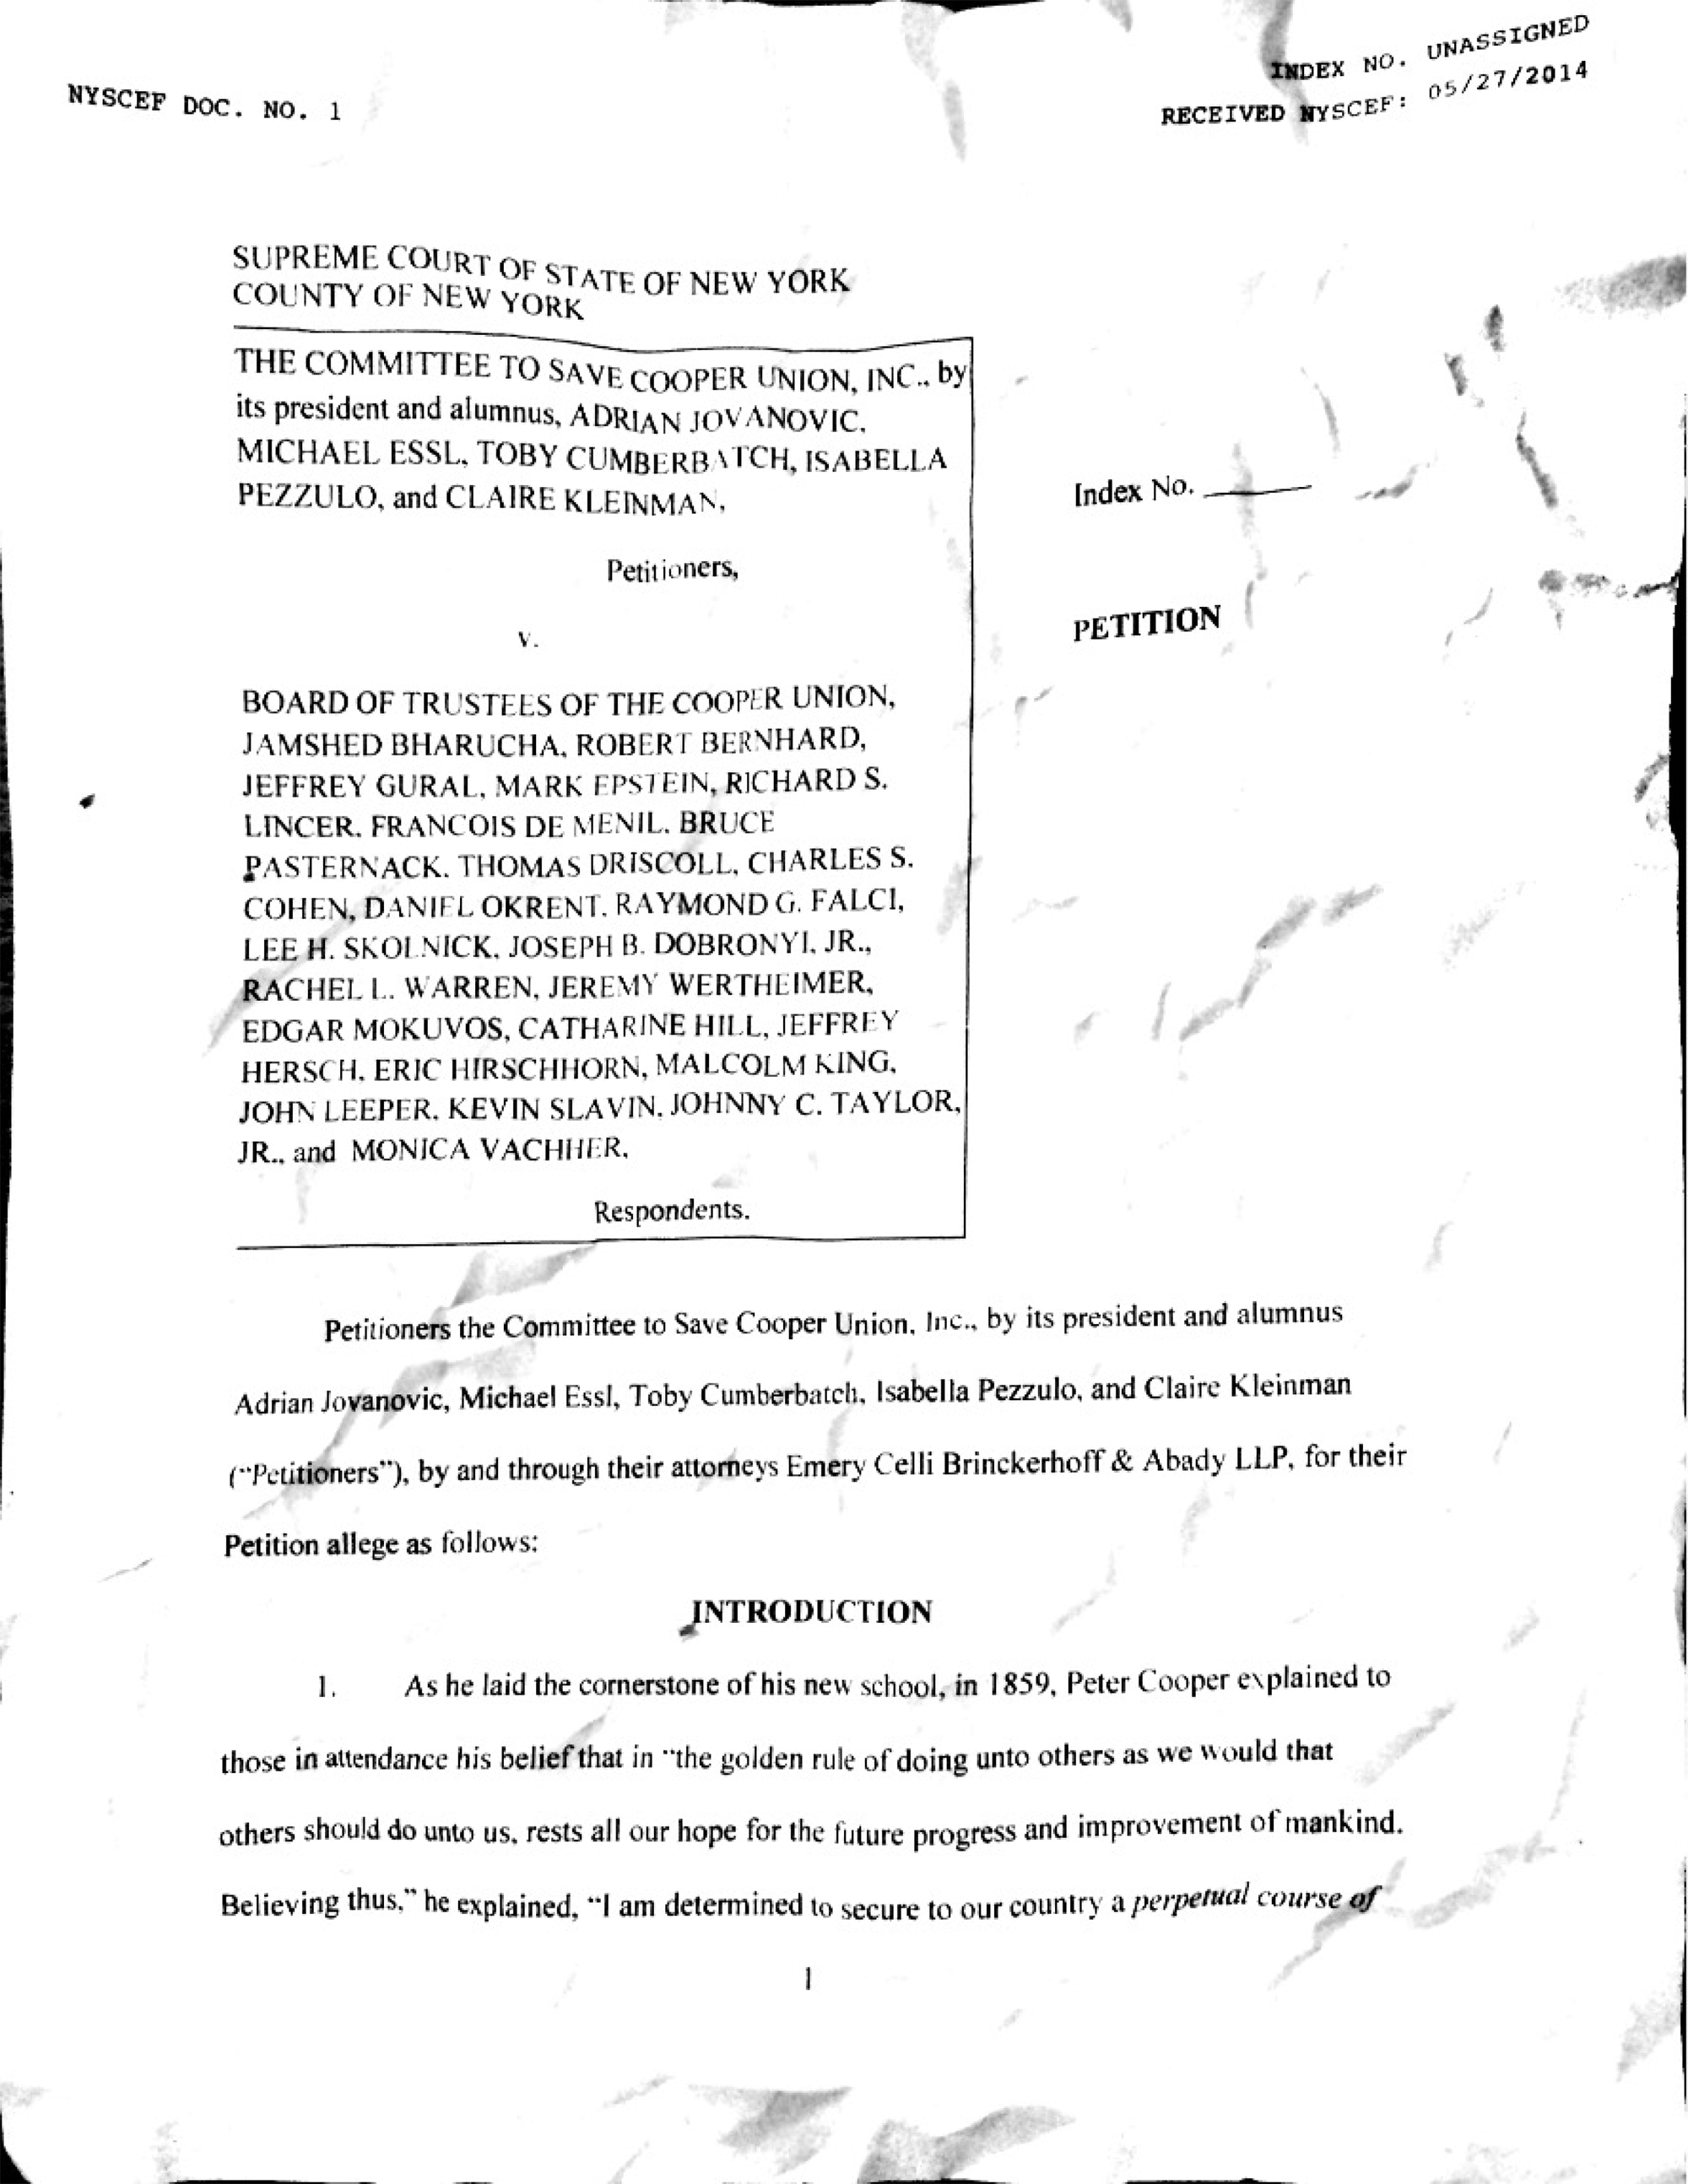 NYSCEF DOC. NO. 1
INDEX NO. UNASSIGNED
RECEIVED NYSCEF: 05/27/2014
SUPREME COURT OF STATE OF NEW YORK
COUNTY OF NEW YORK
THE COMMITTEE TO SAVE COOPER UNION, INC., by
its president and alumnus, ADRIAN JOVANOVIC,
MICHAEL ESSL, TOBY CUMBERBATCH, ISABELLA
PEZZULO, and CLAIRE KLEINMAN,
Petitioners,
v.
BOARD OF TRUSTEES OF THE COOPER UNION,
JAMSHED BHARUCHA, ROBERT BERNHARD,
JEFFREY GURAL, MARK EPSTEIN, RICHARD S.
LINCER, FRANCOIS DE MENIL, BRUCE
PASTERNACK, THOMAS DRISCOLL, CHARLES S.
COHEN, DANIEL OKRENT, RAYMOND G. FALCI,
LEE H. SKOLNICK, JOSEPH B. DOBRONYI, JR.,
RACHEL L. WARREN, JEREMY WERTHEIMER,
EDGAR MOKUVOS, CATHARINE HILL, JEFFREY
HERSCH, ERIC HIRSCHHORN, MALCOLM KING,
JOHN LEEPER, KEVIN SLAVIN, JOHNNY C. TAYLOR,
JR., and MONICA VACHHER,
Respondents.
Index No.
PETITION
Petitioners the Committee to Save Cooper Union, Inc., by its president and alumnus
Adrian Jovanovic, Michael Essl, Toby Cumberbatch, Isabella Pezzulo, and Claire Kleinman
("Petitioners"), by and through their attorneys Emery Celli Brinckerhoff & Abady LLP, for their
Petition allege as follows:
INTRODUCTION
1. As he laid the cornerstone of his new school, in 1859, Peter Cooper explained to
those in attendance his belief that in "the golden rule of doing unto others as we would that
others should do unto us, rests all our hope for the future progress and improvement of mankind.
Believing thus," he explained, "I am determined to secure to our country a perpetual course of
1